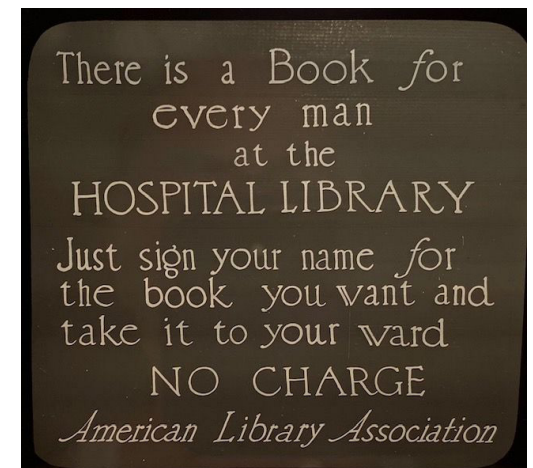 There is a Book for
every man
at the
HOSPITAL LIBRARY
Just sign your name for
the book you want and
take it to your ward
NO CHARGE
American Library Association